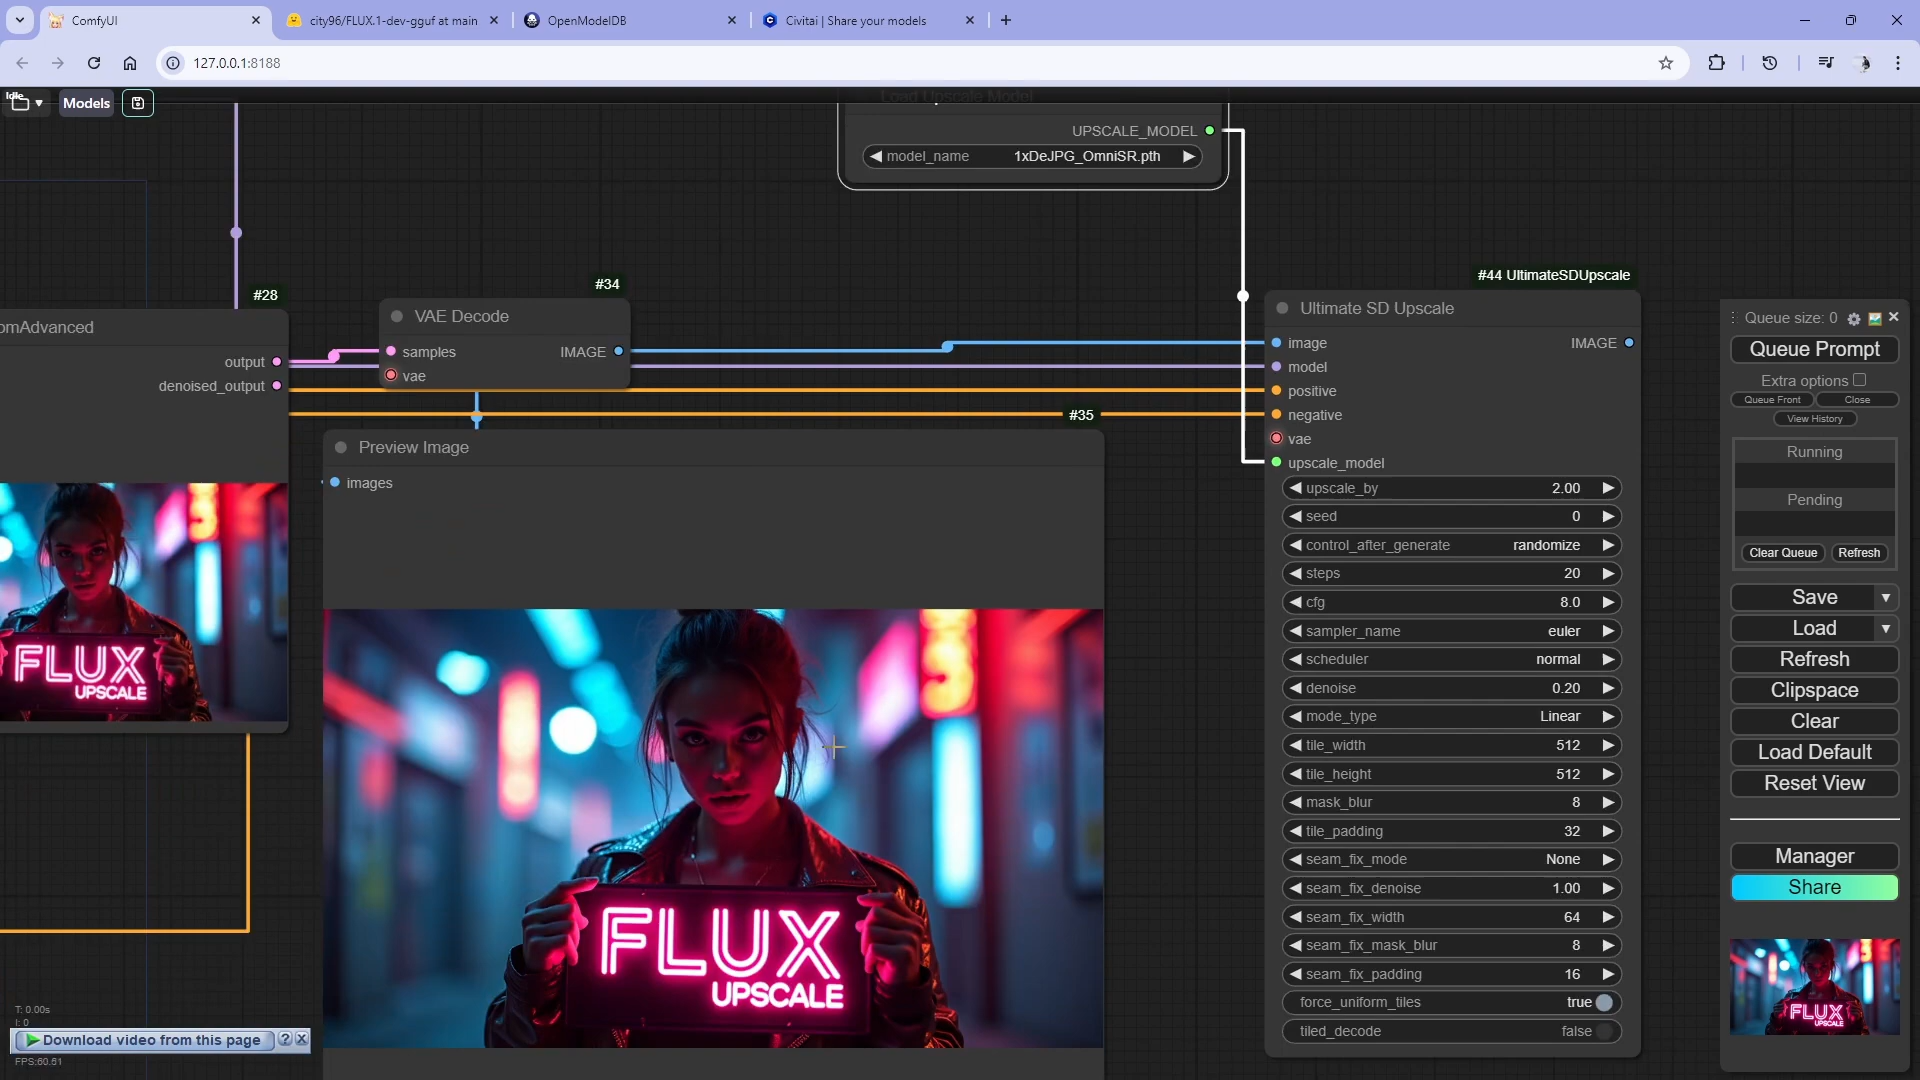 ComfyUI
city96/FLUX.1-dev-gguf at main
OpenModelDB
Civitai | Share your models
127.0.0.1:8188
Idle
Models
Load Upscale Model
UPSCALE_MODEL
model_name 1xDeJPG_OmniSR.pth
#28
#34
#44 UltimateSDUpscale
omAdvanced
output
denoised_output
VAE Decode
samples IMAGE
vae
#35
Preview Image
images
FLUX
UPSCALE
FLUX
UPSCALE
Ultimate SD Upscale
image IMAGE
model
positive
negative
vae
upscale_model
upscale_by 2.00
seed 0
control_after_generate randomize
steps 20
cfg 8.0
sampler_name euler
scheduler normal
denoise 0.20
mode_type Linear
tile_width 512
tile_height 512
mask_blur 8
tile_padding 32
seam_fix_mode None
seam_fix_denoise 1.00
seam_fix_width 64
seam_fix_mask_blur 8
seam_fix_padding 16
force_uniform_tiles true
tiled_decode false
Queue size: 0
Queue Prompt
Extra options
Queue Front Close
View History
Running
Pending
Clear Queue Refresh
Save
Load
Refresh
Clipspace
Clear
Load Default
Reset View
Manager
Share
FLUX
UPSCALE
T: 0.00s
I: 0
Download video from this page
FPS:60.61